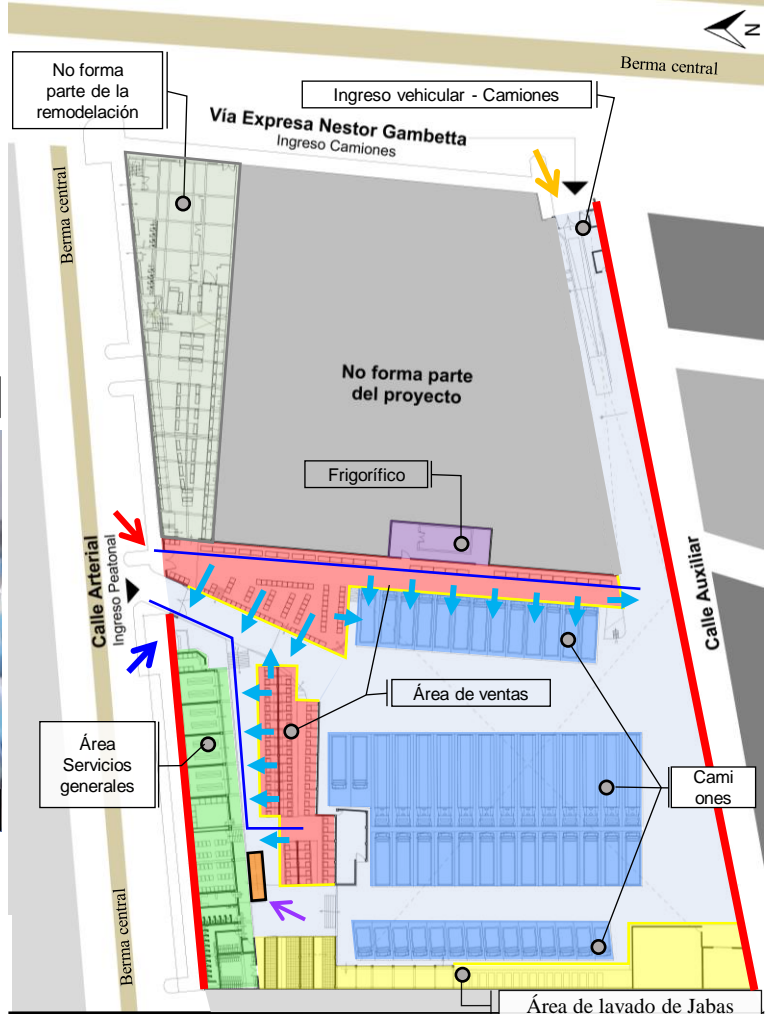 N
Berma central
No forma
parte de la
remodelación
Ingreso vehicular - Camiones
Vía Expresa Nestor Gambetta
Ingreso Camiones
Berma central
No forma parte
del proyecto
Frigorífico
Calle Arterial
Ingreso Peatonal
Calle Auxiliar
Área de ventas
Área
Servicios
generales
Cami
ones
Berma central
Área de lavado de Jabas